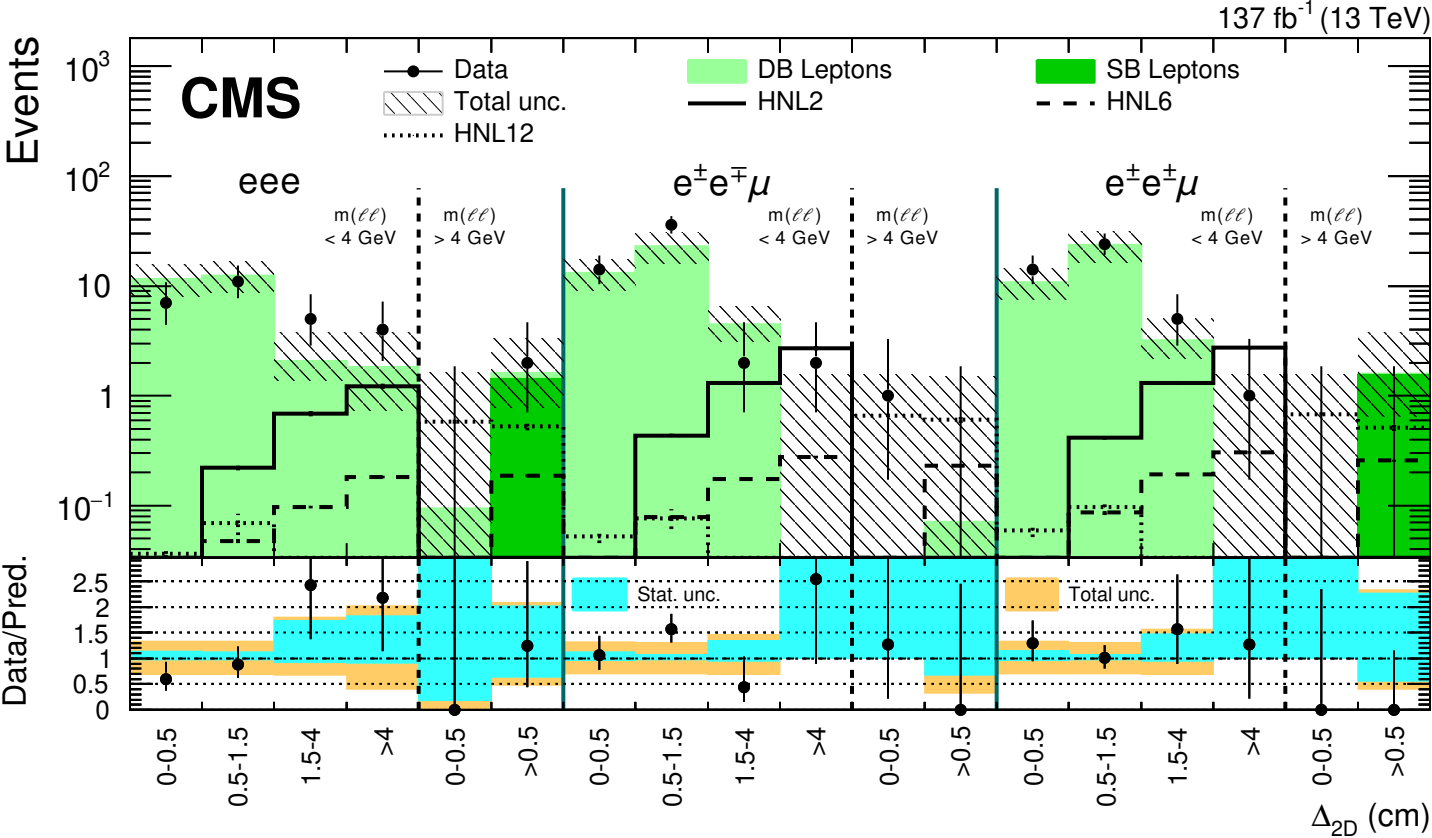 137 fb⁻¹ (13 TeV)
Events
10³
10²
10
1
10⁻¹
CMS
Data
DB Leptons
SB Leptons
Total unc.
HNL2
HNL6
HNL12
eee
e±e∓μ
e±e±μ
m(ℓℓ)
< 4 GeV
m(ℓℓ)
> 4 GeV
m(ℓℓ)
< 4 GeV
m(ℓℓ)
> 4 GeV
m(ℓℓ)
< 4 GeV
m(ℓℓ)
> 4 GeV
Data/Pred.
2.5
2
1.5
1
0.5
0
Stat. unc.
Total unc.
0-0.5
0.5-1.5
1.5-4
>4
0-0.5
>0.5
0-0.5
0.5-1.5
1.5-4
>4
0-0.5
>0.5
0-0.5
0.5-1.5
1.5-4
>4
0-0.5
>0.5
Δ₂D (cm)